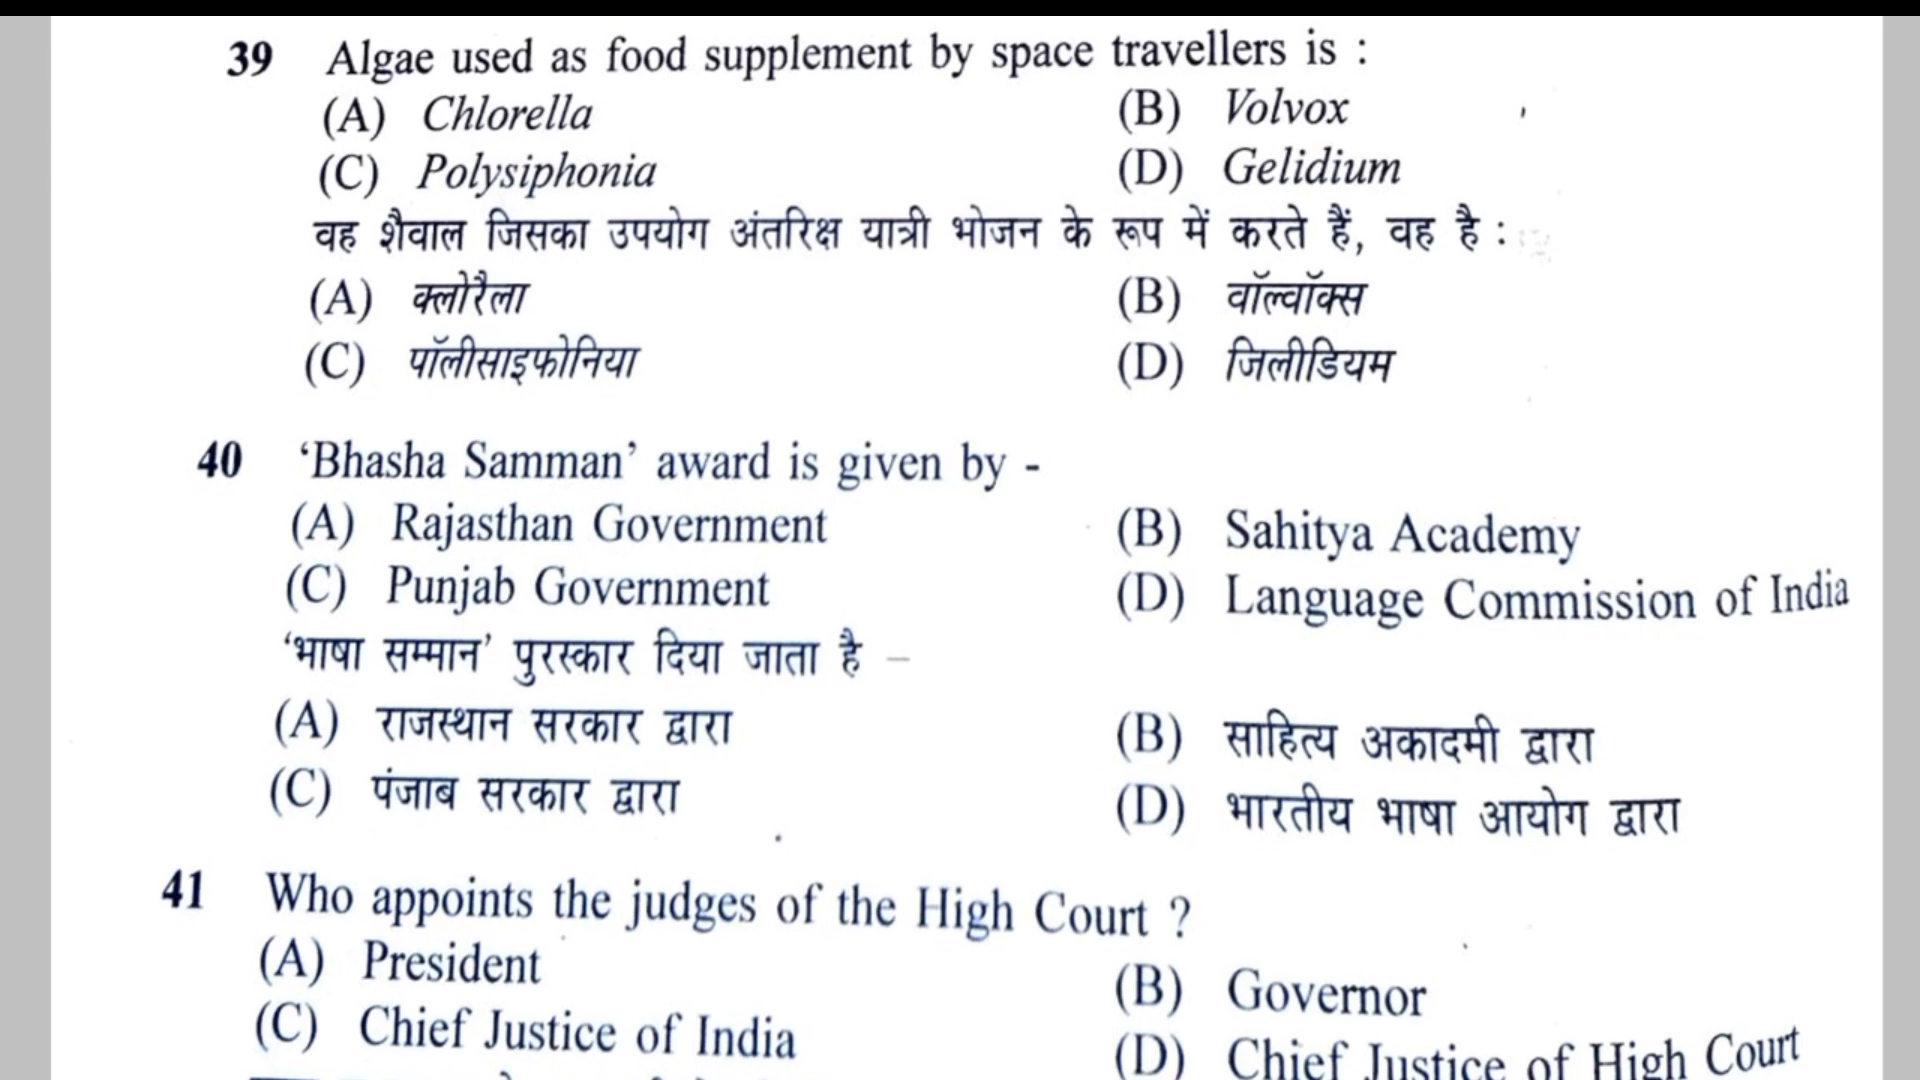 39 Algae used as food supplement by space travellers is :
(A) Chlorella (B) Volvox
(C) Polysiphonia (D) Gelidium
वह शैवाल जिसका उपयोग अंतरिक्ष यात्री भोजन के रूप में करते हैं, वह है :
(A) क्लोरैला (B) वॉल्वॉक्स
(C) पॉलीसाइफोनिया (D) जिलीडियम
40 ‘Bhasha Samman’ award is given by -
(A) Rajasthan Government (B) Sahitya Academy
(C) Punjab Government (D) Language Commission of India
‘भाषा सम्मान’ पुरस्कार दिया जाता है –
(A) राजस्थान सरकार द्वारा (B) साहित्य अकादमी द्वारा
(C) पंजाब सरकार द्वारा (D) भारतीय भाषा आयोग द्वारा
41 Who appoints the judges of the High Court ?
(A) President (B) Governor
(C) Chief Justice of India (D) Chief Justice of High Court